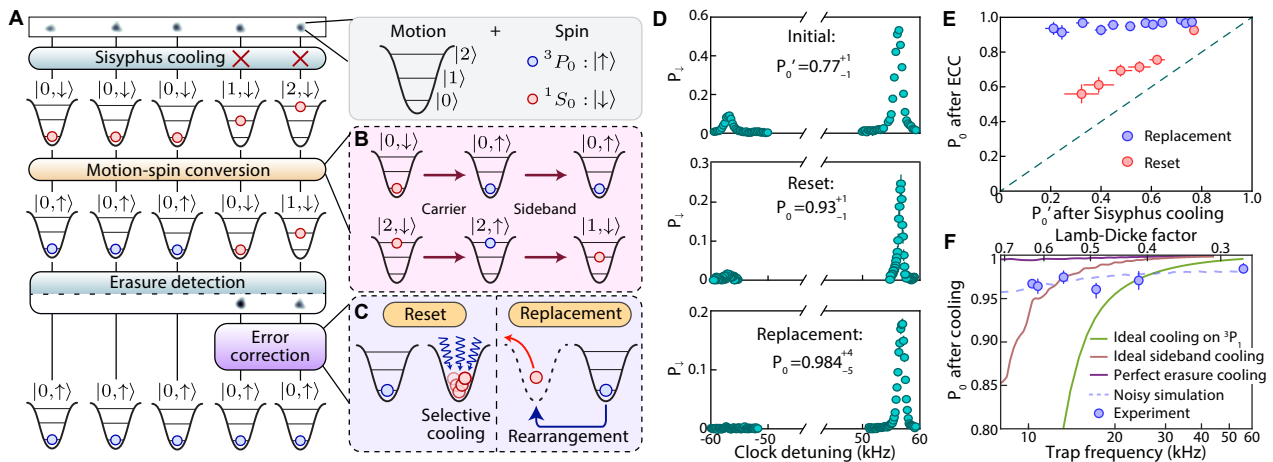 A
Sisyphus cooling
|0,↓⟩ |0,↓⟩ |0,↓⟩ |1,↓⟩ |2,↓⟩
Motion-spin conversion
|0,↑⟩ |0,↑⟩ |0,↑⟩ |0,↓⟩ |1,↓⟩
Erasure detection
Error
correction
|0,↑⟩ |0,↑⟩ |0,↑⟩ |0,↑⟩ |0,↑⟩
Motion + Spin
|2⟩
|1⟩
|0⟩
³P₀ : |↑⟩
¹S₀ : |↓⟩
B
|0,↓⟩ |0,↑⟩ |0,↑⟩
Carrier Sideband
|2,↓⟩ |2,↑⟩ |1,↓⟩
C
Reset Replacement
Selective
cooling
Rearrangement
D
Initial:
P₀'=0.77⁺¹₋₁
P↓
0.6
0.4
0.2
0
Reset:
P₀=0.93⁺¹₋₁
P↓
0.3
0.2
0.1
0
Replacement:
P₀=0.984⁺⁴₋₅
P↓
0.2
0.1
0
-60 -50 50 60
Clock detuning (kHz)
E
P₀ after ECC
1.0
0.8
0.6
0.4
0.2
0
Replacement
Reset
0 0.2 0.4 0.6 0.8 1.0
P₀' after Sisyphus cooling
F
Lamb-Dicke factor
0.7 0.6 0.5 0.4 0.3
P₀ after cooling
1
0.95
0.90
0.85
0.80
Ideal cooling on ³P₁
Ideal sideband cooling
Perfect erasure cooling
Noisy simulation
Experiment
10 20 30 40 50 60
Trap frequency (kHz)